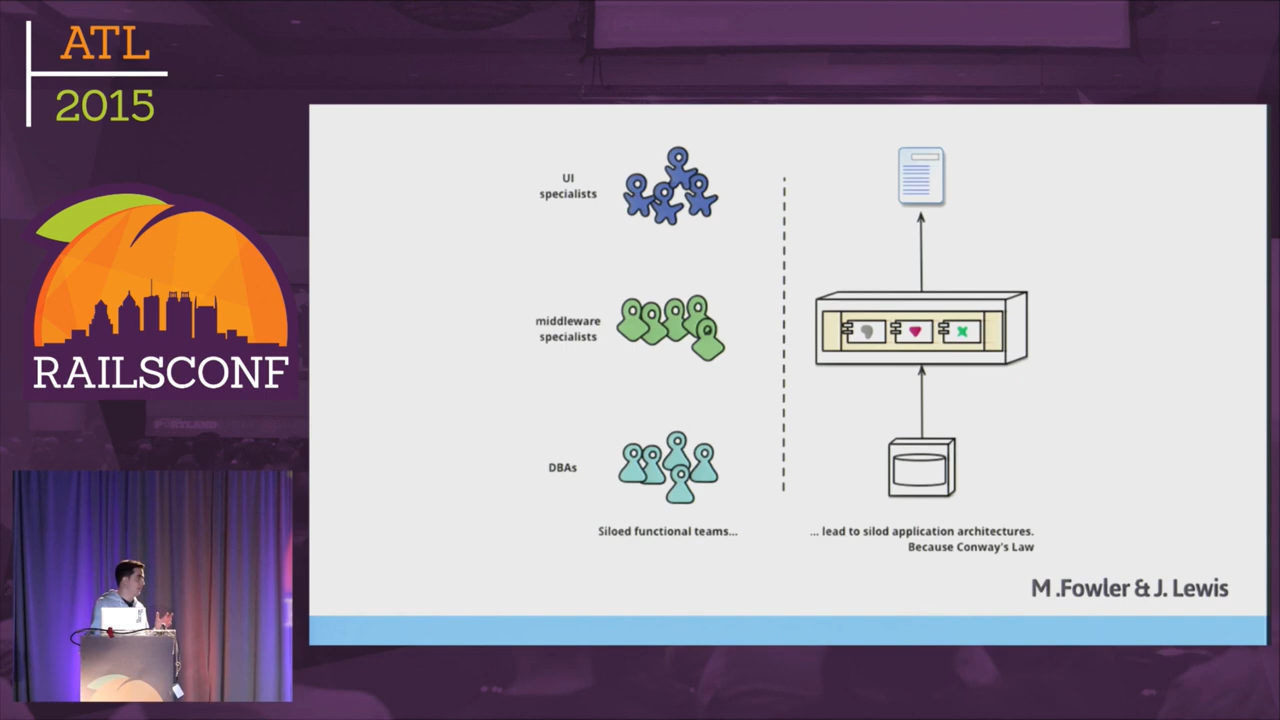 ATL
2015
RAILSCONF
UI
specialists
middleware
specialists
DBAs
Siloed functional teams...
... lead to silod application architectures.
Because Conway's Law
M .Fowler & J. Lewis
PORTLAND